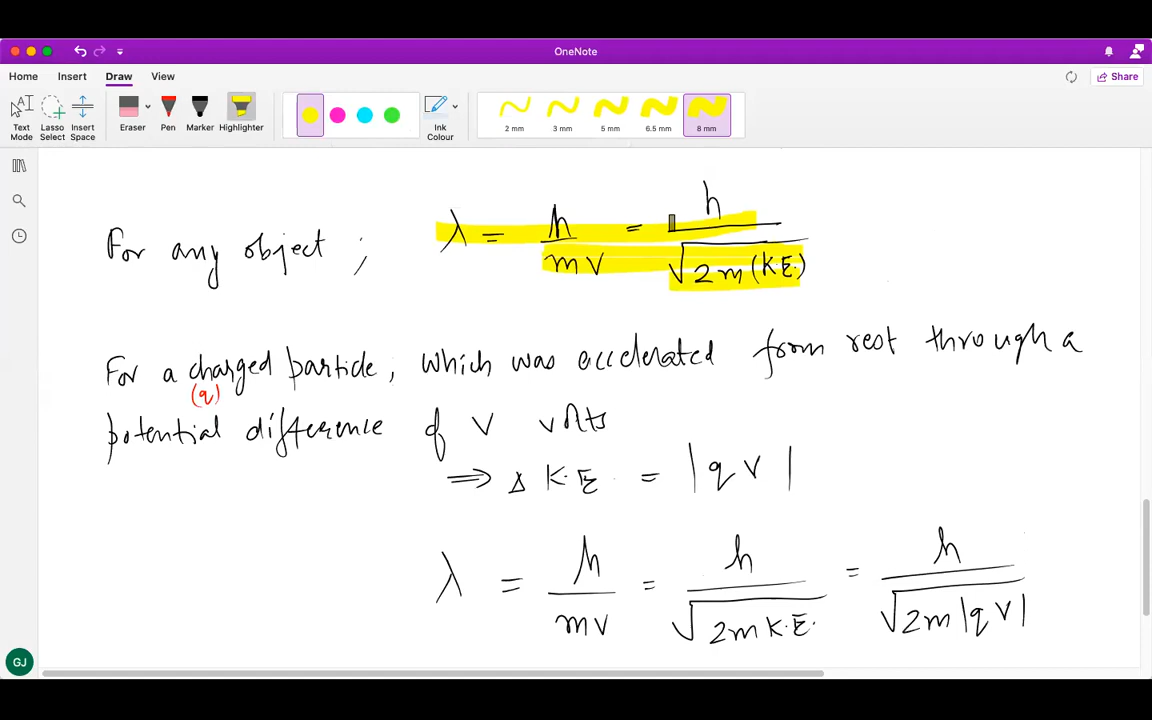 OneNote
Home Insert Draw View
Share
Text Mode Lasso Select Insert Space Eraser Pen Marker Highlighter Ink Colour 2 mm 3 mm 5 mm 6.5 mm 8 mm
For any object ; λ = h/mv = h/√2m(K.E.)
For a charged particle, which was accelerated from rest through a
(q)
potential difference of V volts
⇒ Δ K.E. = |qv|
λ = h/mv = h/√2mK.E. = h/√2m|qv|
GJ